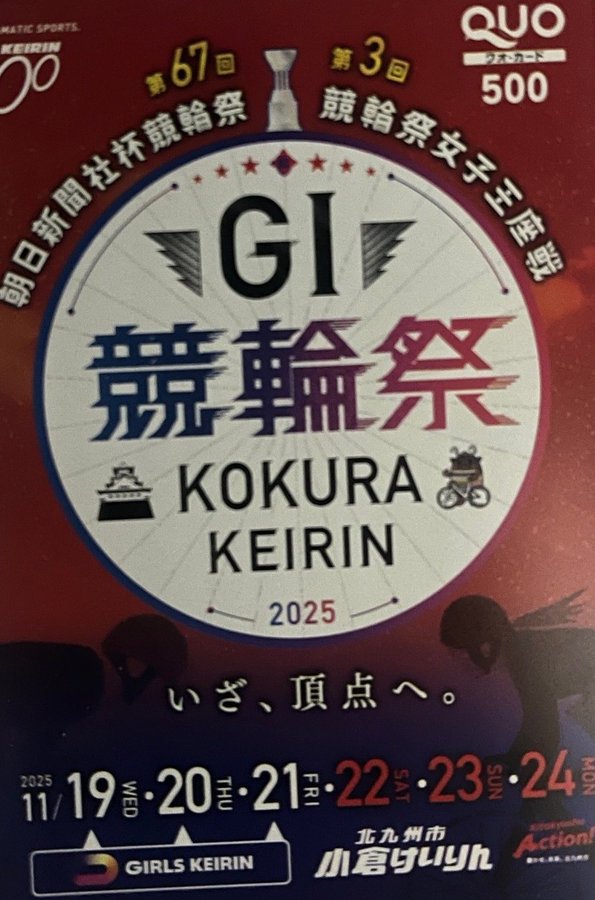 MATIC SPORTS.
KEIRIN
00
QUO
クオ・カード
500
第67回
朝日新聞社杯競輪祭
第3回
競輪祭女子王座戦
GI
競輪祭
KOKURA
KEIRIN
2025
いざ、頂点へ。
2025
11/19 WED・20 THU・21 FRI・22 SAT・23 SUN・24 MON
GIRLS KEIRIN
北九州市
小倉けいりん
Action!